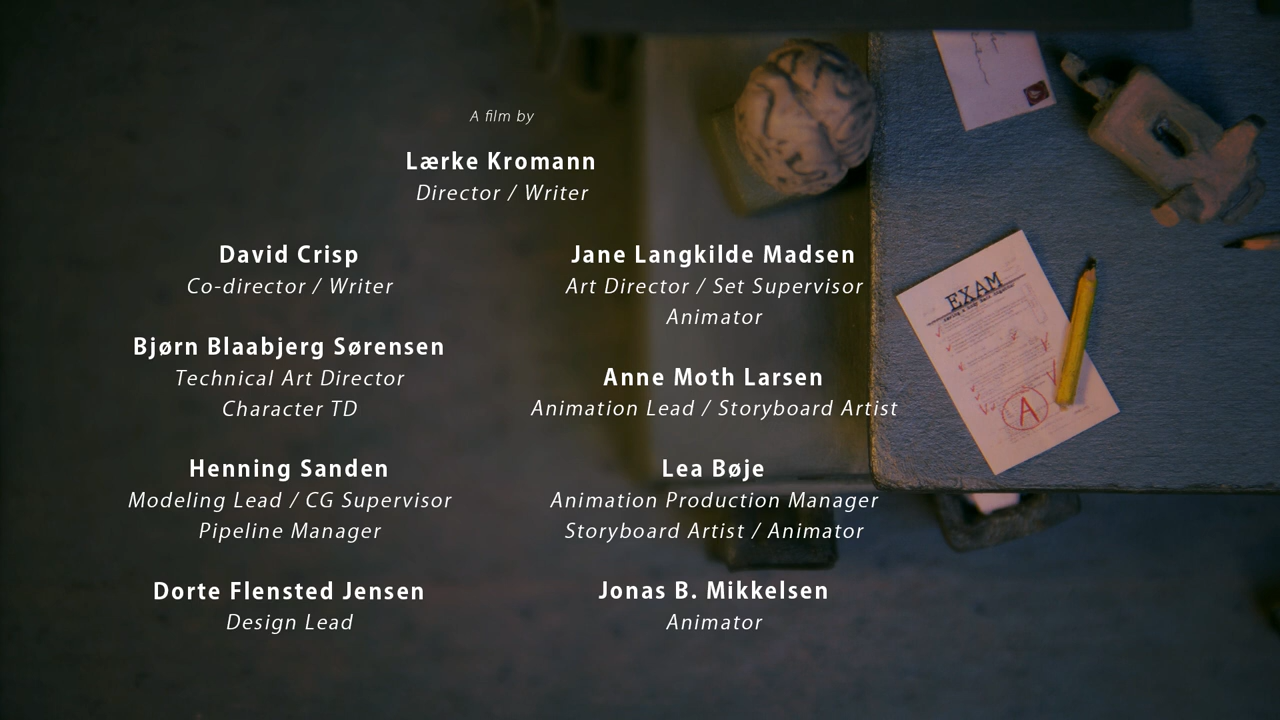 A film by
Lærke Kromann
Director / Writer
David Crisp
Co-director / Writer
Bjørn Blaabjerg Sørensen
Technical Art Director
Character TD
Henning Sanden
Modeling Lead / CG Supervisor
Pipeline Manager
Dorte Flensted Jensen
Design Lead
Jane Langkilde Madsen
Art Director / Set Supervisor
Animator
Anne Moth Larsen
Animation Lead / Storyboard Artist
Lea Bøje
Animation Production Manager
Storyboard Artist / Animator
Jonas B. Mikkelsen
Animator
EXAM
A